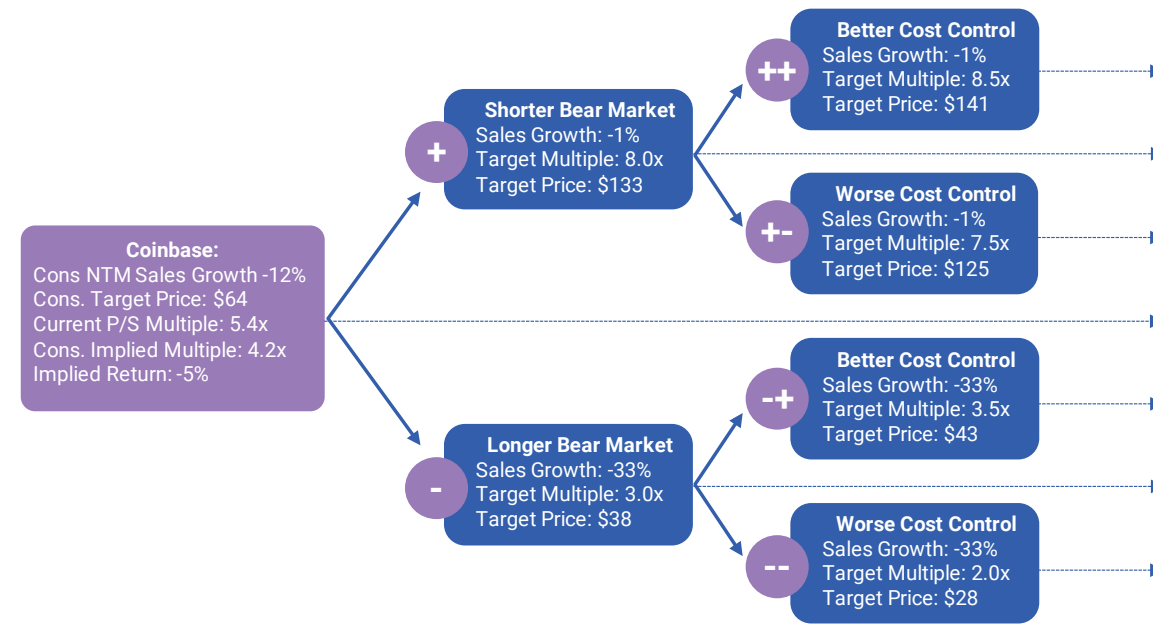 Coinbase:
Cons NTM Sales Growth -12%
Cons. Target Price: $64
Current P/S Multiple: 5.4x
Cons. Implied Multiple: 4.2x
Implied Return: -5%
+
Shorter Bear Market
Sales Growth: -1%
Target Multiple: 8.0x
Target Price: $133
-
Longer Bear Market
Sales Growth: -33%
Target Multiple: 3.0x
Target Price: $38
++
Better Cost Control
Sales Growth: -1%
Target Multiple: 8.5x
Target Price: $141
+-
Worse Cost Control
Sales Growth: -1%
Target Multiple: 7.5x
Target Price: $125
-+
Better Cost Control
Sales Growth: -33%
Target Multiple: 3.5x
Target Price: $43
--
Worse Cost Control
Sales Growth: -33%
Target Multiple: 2.0x
Target Price: $28